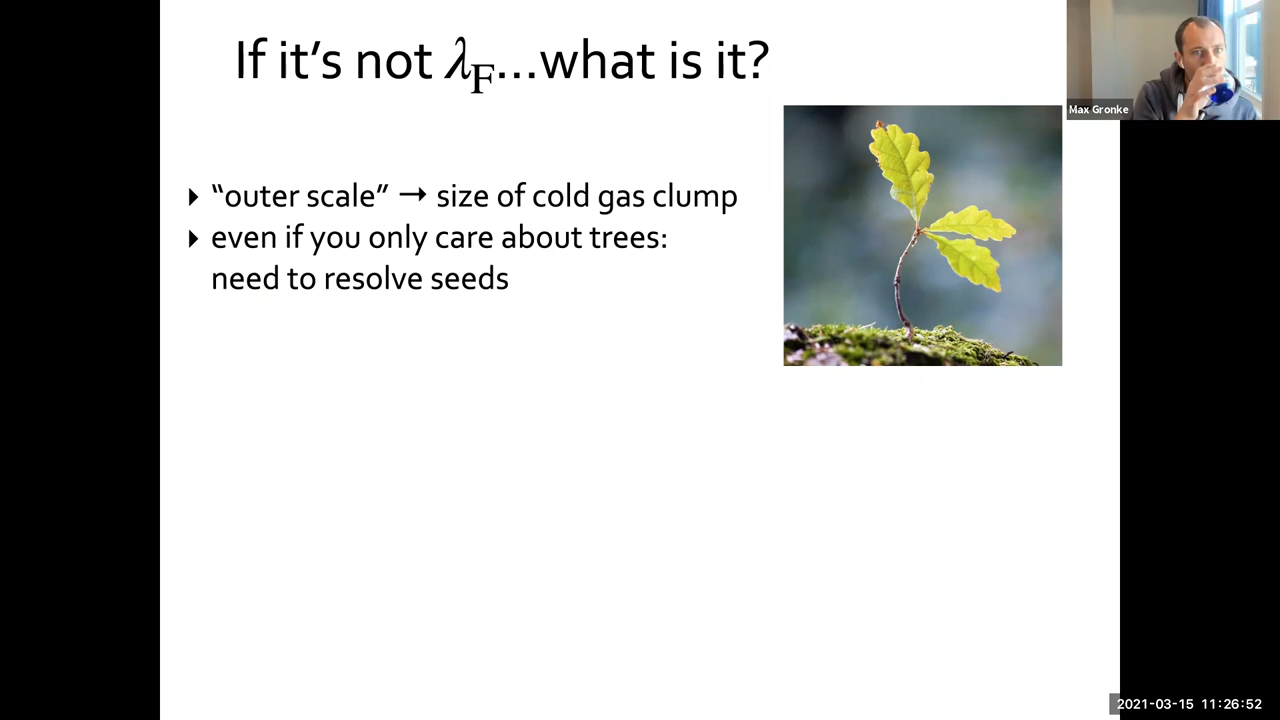 If it’s not λF...what is it?
Max Gronke
“outer scale” → size of cold gas clump
even if you only care about trees:
need to resolve seeds
2021-03-15 11:26:52